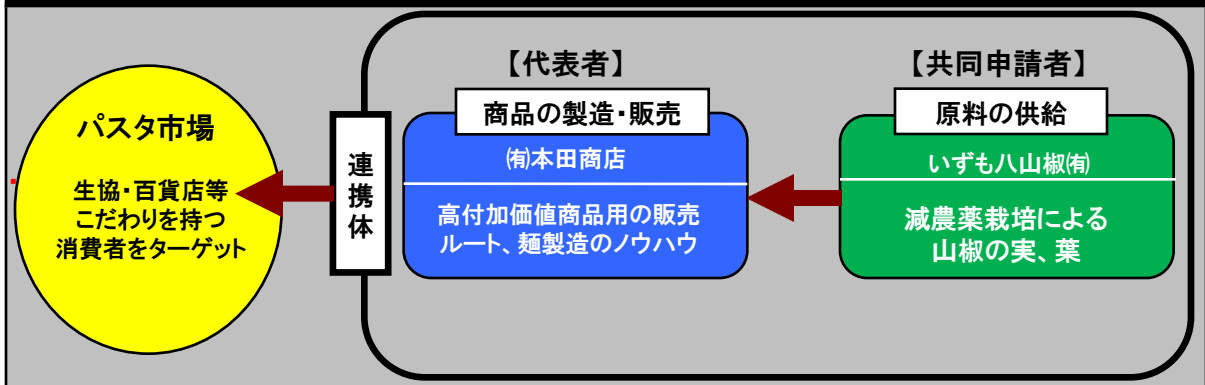 パスタ市場
生協・百貨店等
こだわりを持つ
消費者をターゲット
連携体
【代表者】
商品の製造・販売
㈲本田商店
高付加価値商品用の販売
ルート、麺製造のノウハウ
【共同申請者】
原料の供給
いずも八山椒㈲
減農薬栽培による
山椒の実、葉